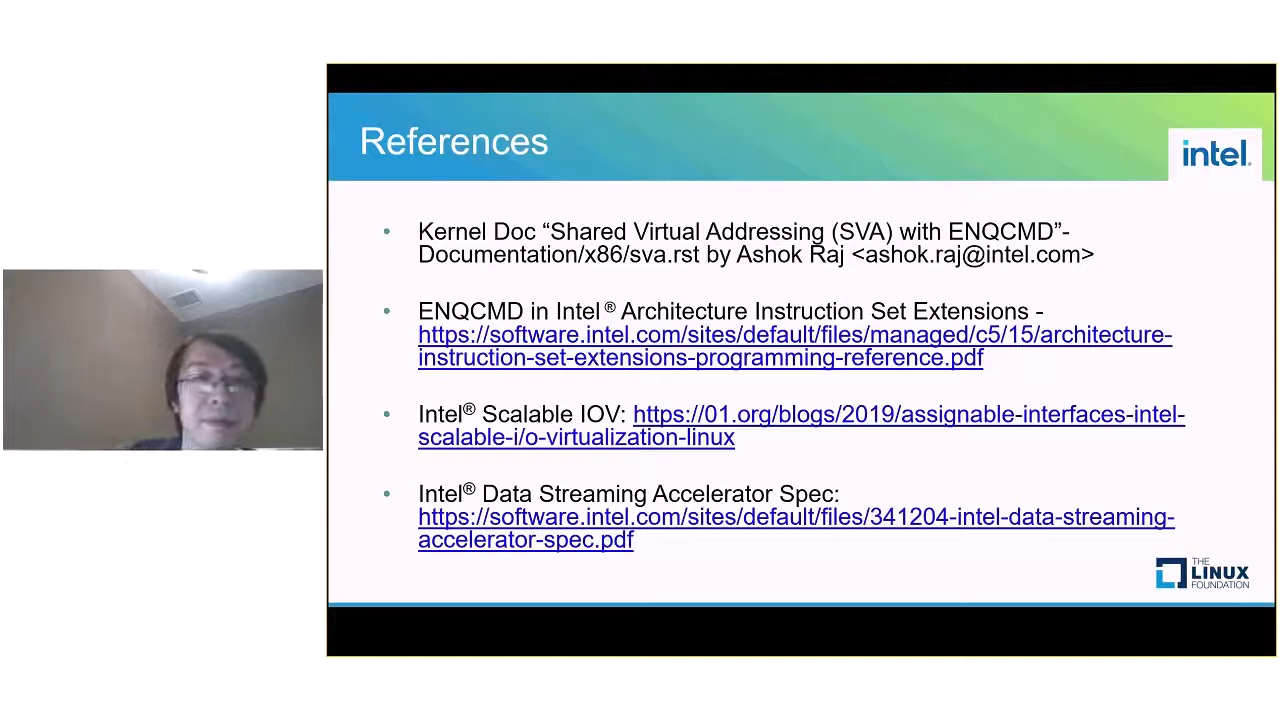 References
intel.
• Kernel Doc “Shared Virtual Addressing (SVA) with ENQCMD”-
Documentation/x86/sva.rst by Ashok Raj <ashok.raj@intel.com>
• ENQCMD in Intel® Architecture Instruction Set Extensions -
https://software.intel.com/sites/default/files/managed/c5/15/architecture-
instruction-set-extensions-programming-reference.pdf
• Intel® Scalable IOV: https://01.org/blogs/2019/assignable-interfaces-intel-
scalable-i/o-virtualization-linux
• Intel® Data Streaming Accelerator Spec:
https://software.intel.com/sites/default/files/341204-intel-data-streaming-
accelerator-spec.pdf
THE
LINUX
FOUNDATION